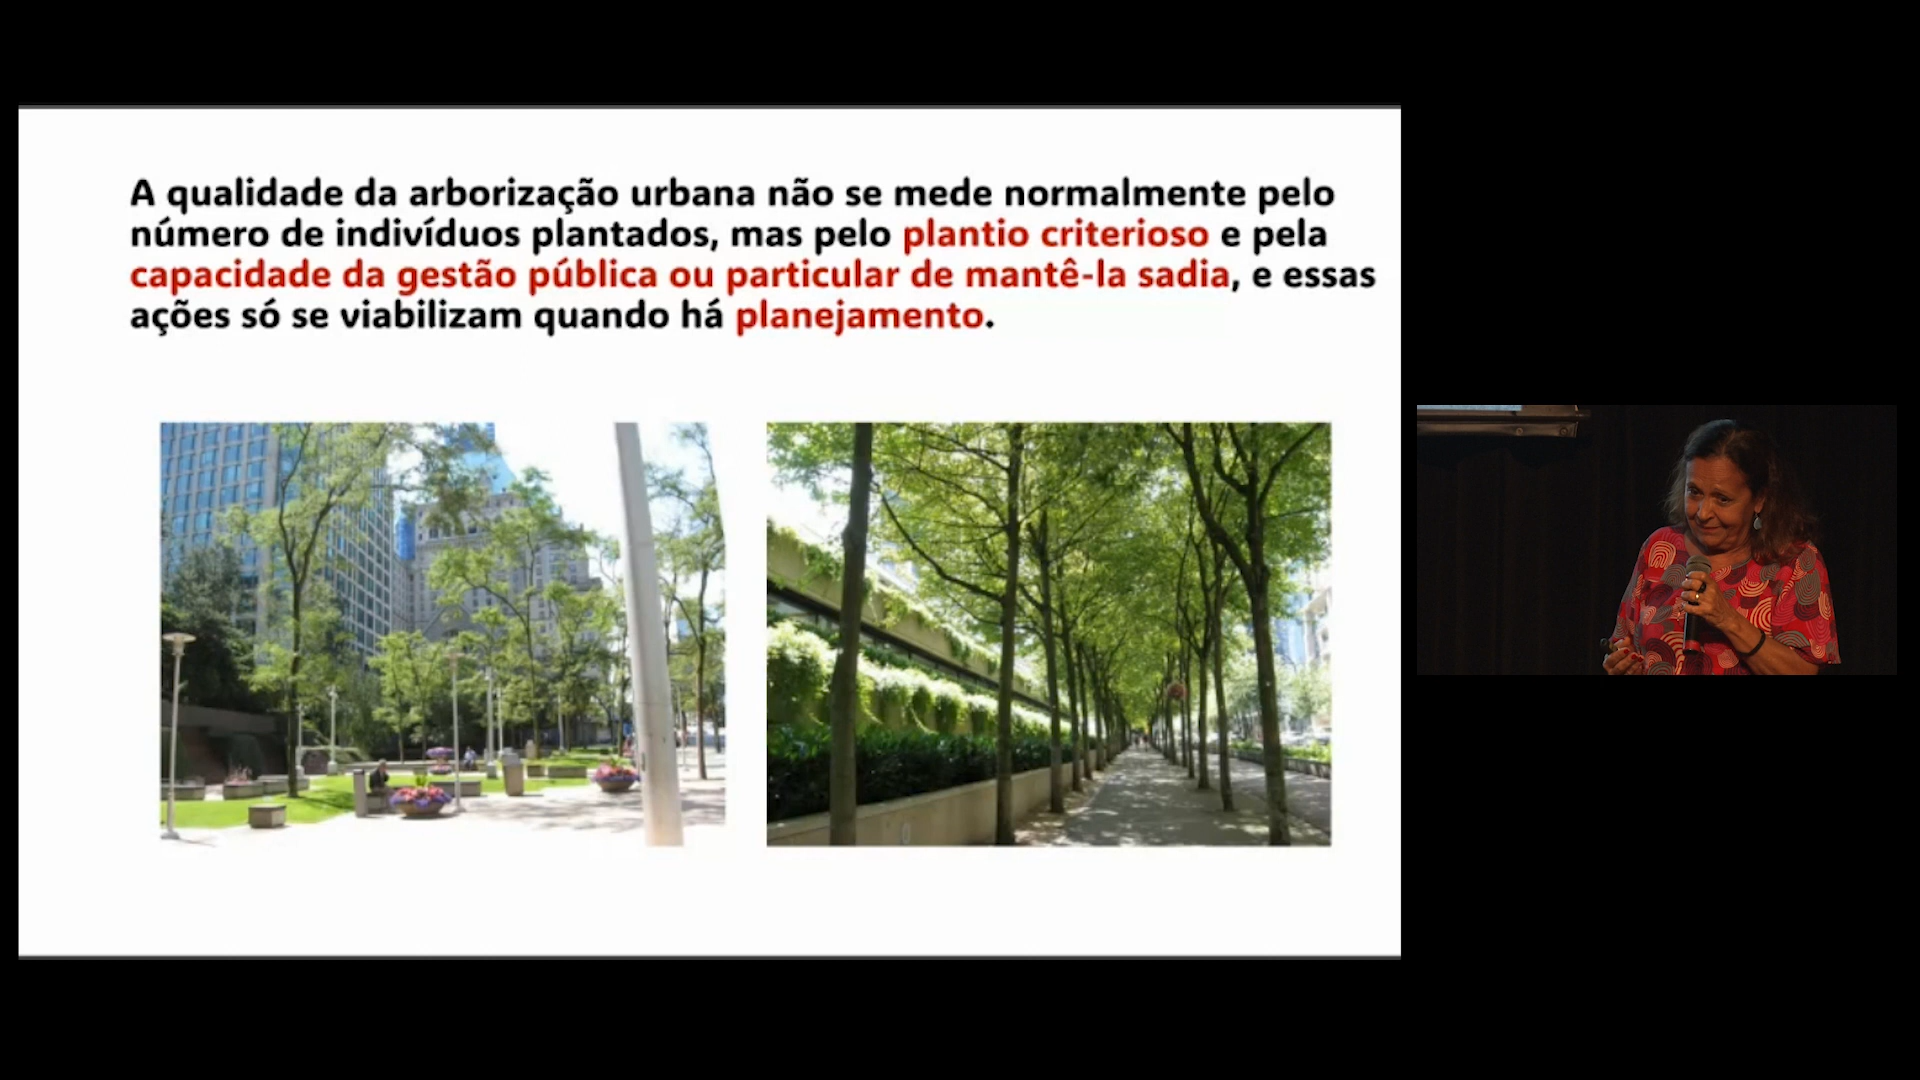 A qualidade da arborização urbana não se mede normalmente pelo
número de indivíduos plantados, mas pelo plantio criterioso e pela
capacidade da gestão pública ou particular de mantê-la sadia, e essas
ações só se viabilizam quando há planejamento.